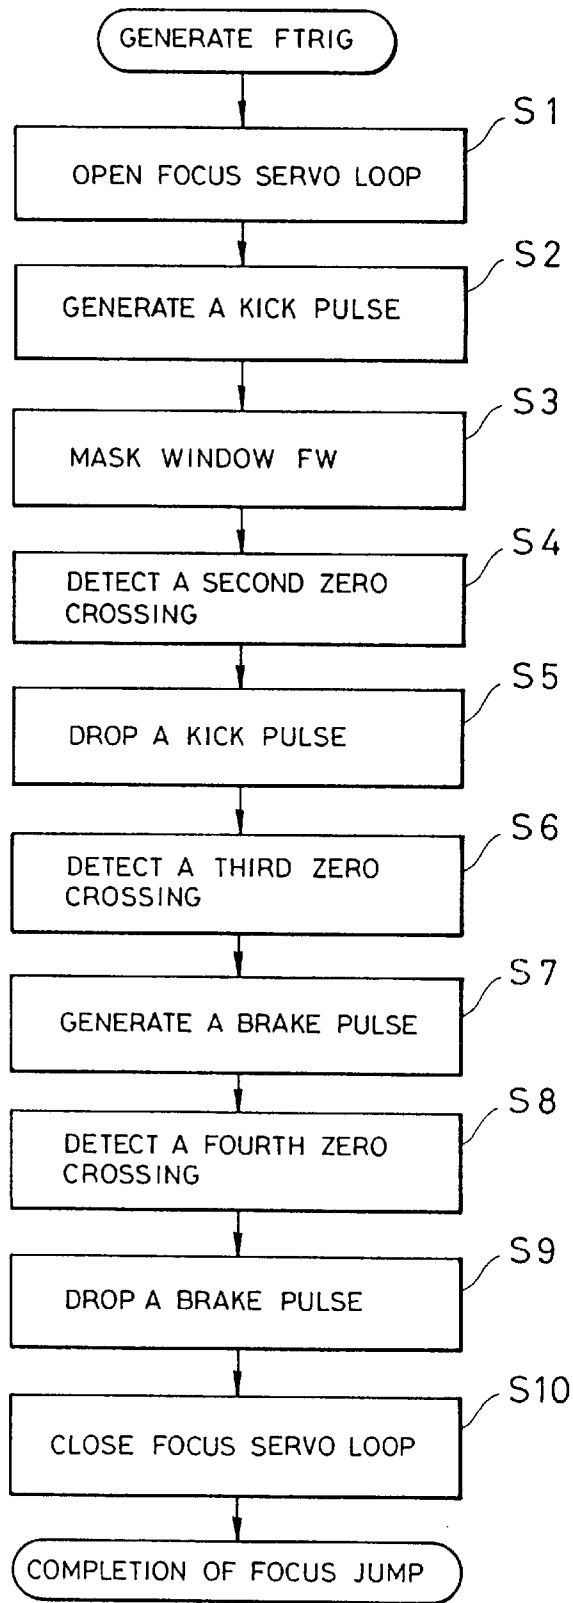 GENERATE FTRIG
S1
OPEN FOCUS SERVO LOOP
S2
GENERATE A KICK PULSE
S3
MASK WINDOW FW
S4
DETECT A SECOND ZERO
CROSSING
S5
DROP A KICK PULSE
S6
DETECT A THIRD ZERO
CROSSING
S7
GENERATE A BRAKE PULSE
S8
DETECT A FOURTH ZERO
CROSSING
S9
DROP A BRAKE PULSE
S10
CLOSE FOCUS SERVO LOOP
COMPLETION OF FOCUS JUMP